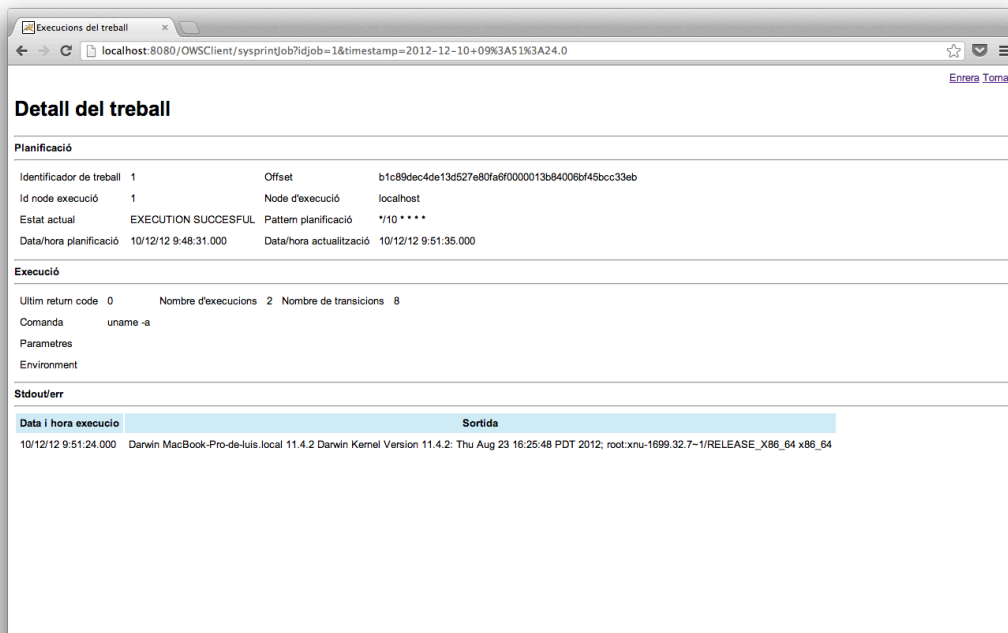 Execucions del treball
localhost:8080/OWSClient/sysprintJob?idjob=1&timestamp=2012-12-10+09%3A51%3A24.0
Enrera Torna
Detall del treball
Planificació
Identificador de treball 1 Offset b1c89dec4de13d527e80fa6f0000013b84006bf45bcc33eb
Id node execució 1 Node d'execució localhost
Estat actual EXECUTION SUCCESFUL Pattern planificació */10 * * * *
Data/hora planificació 10/12/12 9:48:31.000 Data/hora actualització 10/12/12 9:51:35.000
Execució
Ultim return code 0 Nombre d'execucions 2 Nombre de transicions 8
Comanda uname -a
Parametres
Environment
Stdout/err
Data i hora execucio Sortida
10/12/12 9:51:24.000 Darwin MacBook-Pro-de-luis.local 11.4.2 Darwin Kernel Version 11.4.2: Thu Aug 23 16:25:48 PDT 2012; root:xnu-1699.32.7~1/RELEASE_X86_64 x86_64